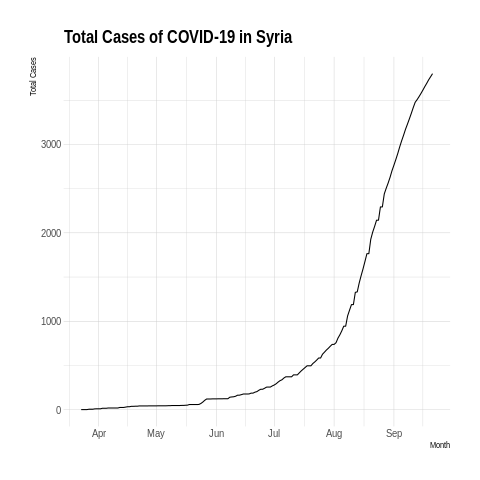 Total Cases of COVID-19 in Syria
Total Cases
3000
2000
1000
0
Apr May Jun Jul Aug Sep
Month